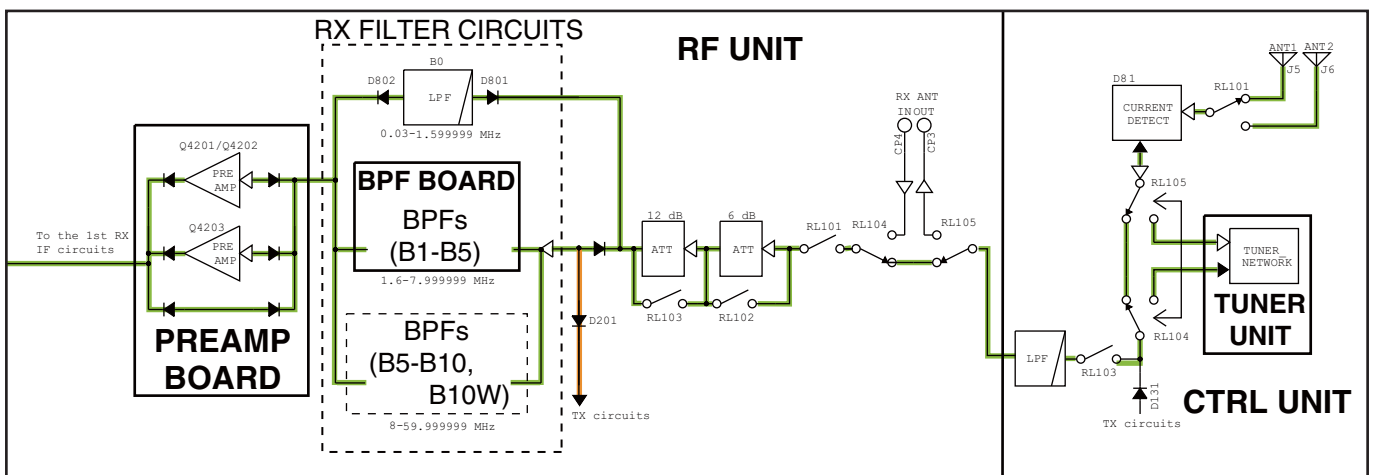 RX FILTER CIRCUITS
RF UNIT
B0
D802
D801
LPF
0.03-1.599999 MHz
Q4201/Q4202
PRE
AMP
Q4203
PRE
AMP
To the 1st RX
IF circuits
PREAMP
BOARD
BPF BOARD
BPFs
(B1-B5)
1.6-7.999999 MHz
BPFs
(B5-B10,
B10W)
8-59.999999 MHz
D201
TX circuits
12 dB
ATT
RL103
6 dB
ATT
RL102
RL101
RL104
RX ANT
IN
OUT
CP4
CP3
RL105
ANT1
ANT2
J5
J6
D81
RL101
CURRENT
DETECT
RL105
TUNER_
NETWORK
TUNER
UNIT
RL104
LPF
RL103
D131
TX circuits
CTRL UNIT